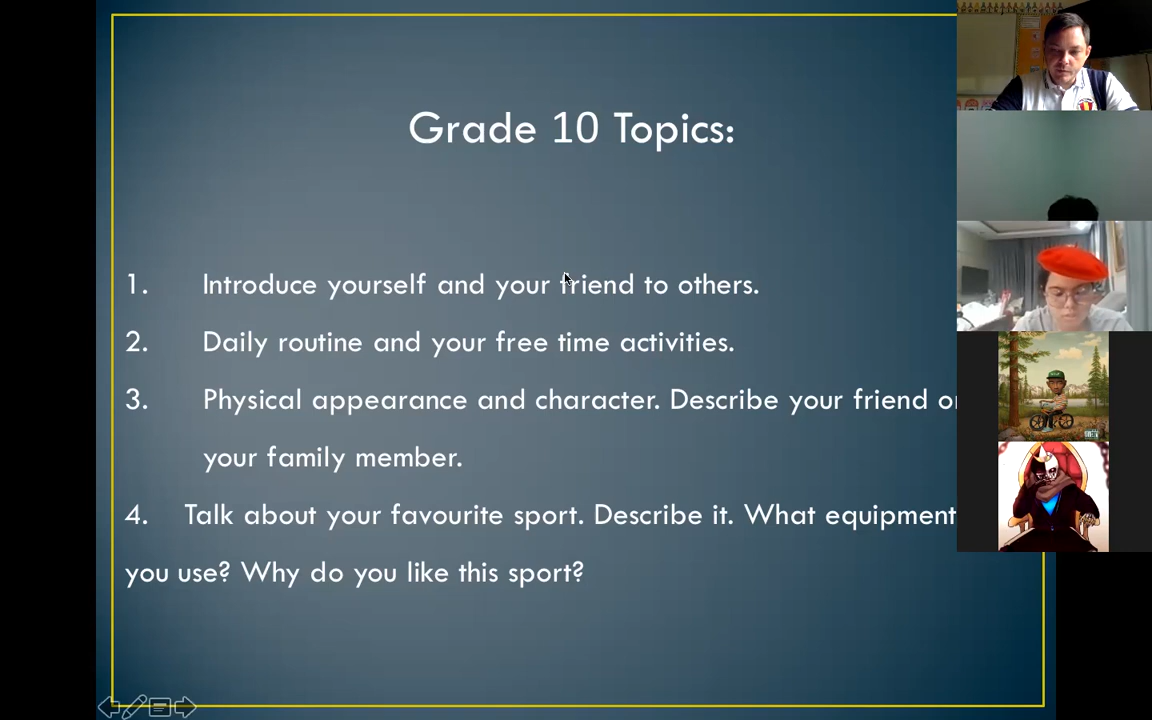 Grade 10 Topics:
1. Introduce yourself and your friend to others.
2. Daily routine and your free time activities.
3. Physical appearance and character. Describe your friend or
your family member.
4. Talk about your favourite sport. Describe it. What equipment
you use? Why do you like this sport?